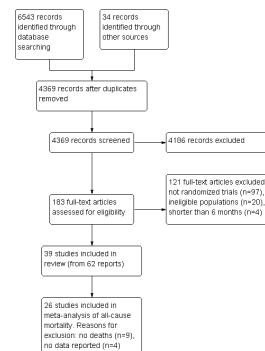 6543 records
identified through
database
searching
34 records
identified through
other sources
4369 records after duplicates
removed
4369 records screened
4186 records excluded
183 full-text articles
assessed for eligibility
121 full-text articles excluded:
not randomized trials (n=97),
ineligible populations (n=20),
shorter than 6 months (n=4)
39 studies included in
review (from 62 reports)
26 studies included in
meta-analysis of all-cause
mortality. Reasons for
exclusion: no deaths (n=9),
no data reported (n=4)